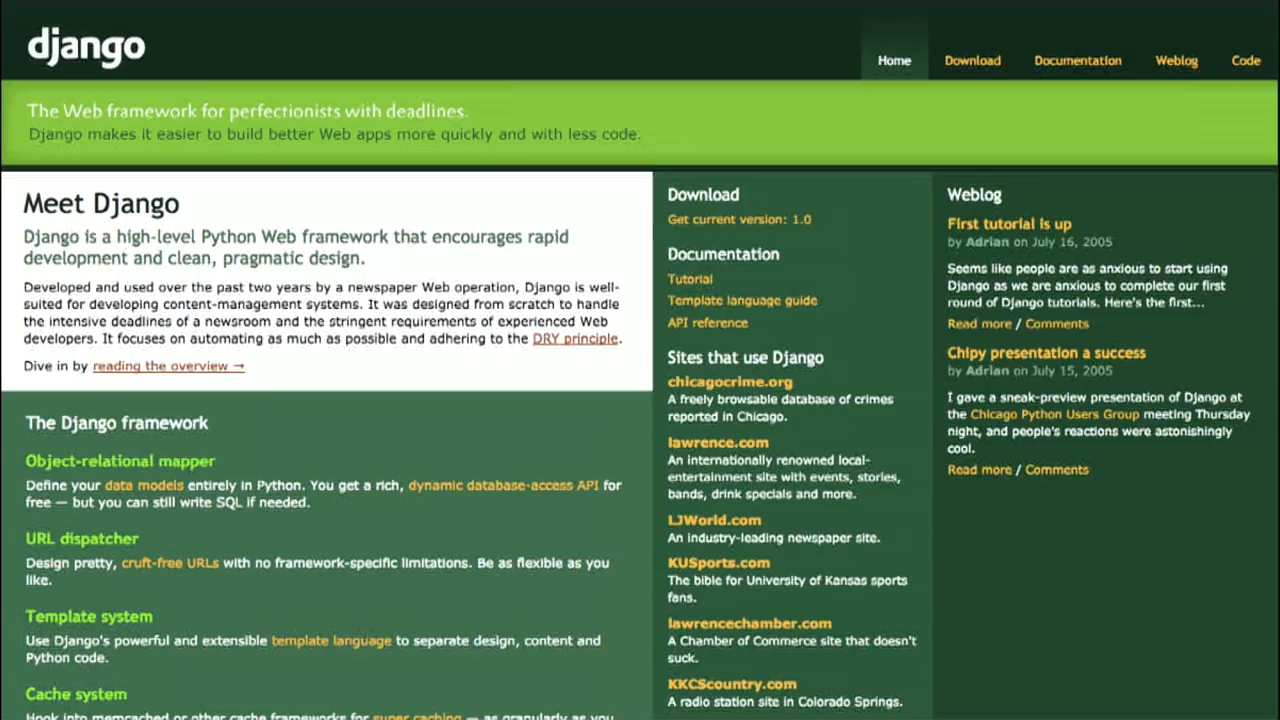 django
Home
Download
Documentation
Weblog
Code
The Web framework for perfectionists with deadlines.
Django makes it easier to build better Web apps more quickly and with less code.
Meet Django
Django is a high-level Python Web framework that encourages rapid
development and clean, pragmatic design.
Developed and used over the past two years by a newspaper Web operation, Django is well-
suited for developing content-management systems. It was designed from scratch to handle
the intensive deadlines of a newsroom and the stringent requirements of experienced Web
developers. It focuses on automating as much as possible and adhering to the DRY principle.
Dive in by reading the overview →
The Django framework
Object-relational mapper
Define your data models entirely in Python. You get a rich, dynamic database-access API for
free — but you can still write SQL if needed.
URL dispatcher
Design pretty, cruft-free URLs with no framework-specific limitations. Be as flexible as you
like.
Template system
Use Django's powerful and extensible template language to separate design, content and
Python code.
Cache system
Hook into memcached or other cache frameworks for super caching — as granularly as you
Download
Get current version: 1.0
Documentation
Tutorial
Template language guide
API reference
Sites that use Django
chicagocrime.org
A freely browsable database of crimes
reported in Chicago.
lawrence.com
An internationally renowned local-
entertainment site with events, stories,
bands, drink specials and more.
LJWorld.com
An industry-leading newspaper site.
KUSports.com
The bible for University of Kansas sports
fans.
lawrencechamber.com
A Chamber of Commerce site that doesn't
suck.
KKCScountry.com
A radio station site in Colorado Springs.
Weblog
First tutorial is up
by Adrian on July 16, 2005
Seems like people are as anxious to start using
Django as we are anxious to complete our first
round of Django tutorials. Here's the first...
Read more / Comments
Chipy presentation a success
by Adrian on July 15, 2005
I gave a sneak-preview presentation of Django at
the Chicago Python Users Group meeting Thursday
night, and people's reactions were astonishingly
cool.
Read more / Comments